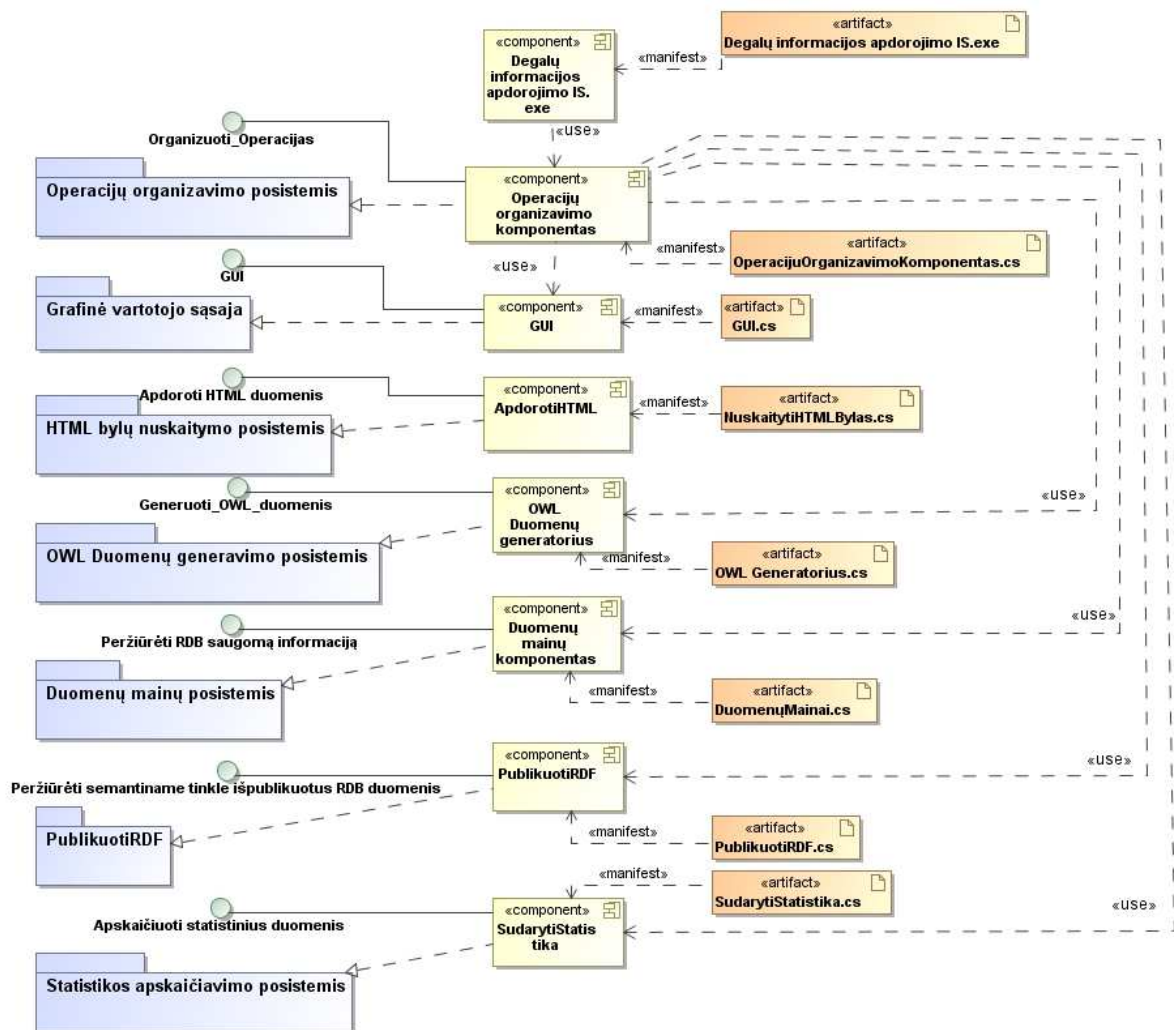 «component»
Degalų
informacijos
apdorojimo IS.
exe
«manifest»
«artifact»
Degalų informacijos apdorojimo IS.exe
«use»
Organizuoti_Operacijas
Operacijų organizavimo posistemis
«component»
Operacijų
organizavimo
komponentas
«manifest»
«artifact»
OperacijuOrganizavimoKomponentas.cs
«use»
GUI
Grafinė vartotojo sąsaja
«component»
GUI
«manifest»
«artifact»
GUI.cs
Apdoroti HTML duomenis
HTML bylų nuskaitymo posistemis
«component»
ApdorotiHTML
«manifest»
«artifact»
NuskaitytiHTMLBylas.cs
Generuoti_OWL_duomenis
OWL Duomenų generavimo posistemis
«component»
OWL
Duomenų
generatorius
«use»
«manifest»
«artifact»
OWL Generatorius.cs
Peržiūrėti RDB saugomą informaciją
Duomenų mainų posistemis
«component»
Duomenų
mainų
komponentas
«use»
«manifest»
«artifact»
DuomenųMainai.cs
Peržiūrėti semantiname tinkle išpublikuotus RDB duomenis
PublikuotiRDF
«component»
PublikuotiRDF
«use»
«manifest»
«artifact»
PublikuotiRDF.cs
«manifest»
«artifact»
SudarytiStatistika.cs
Apskaičiuoti statistinius duomenis
Statistikos apskaičiavimo posistemis
«component»
SudarytiStatis
tika
«use»